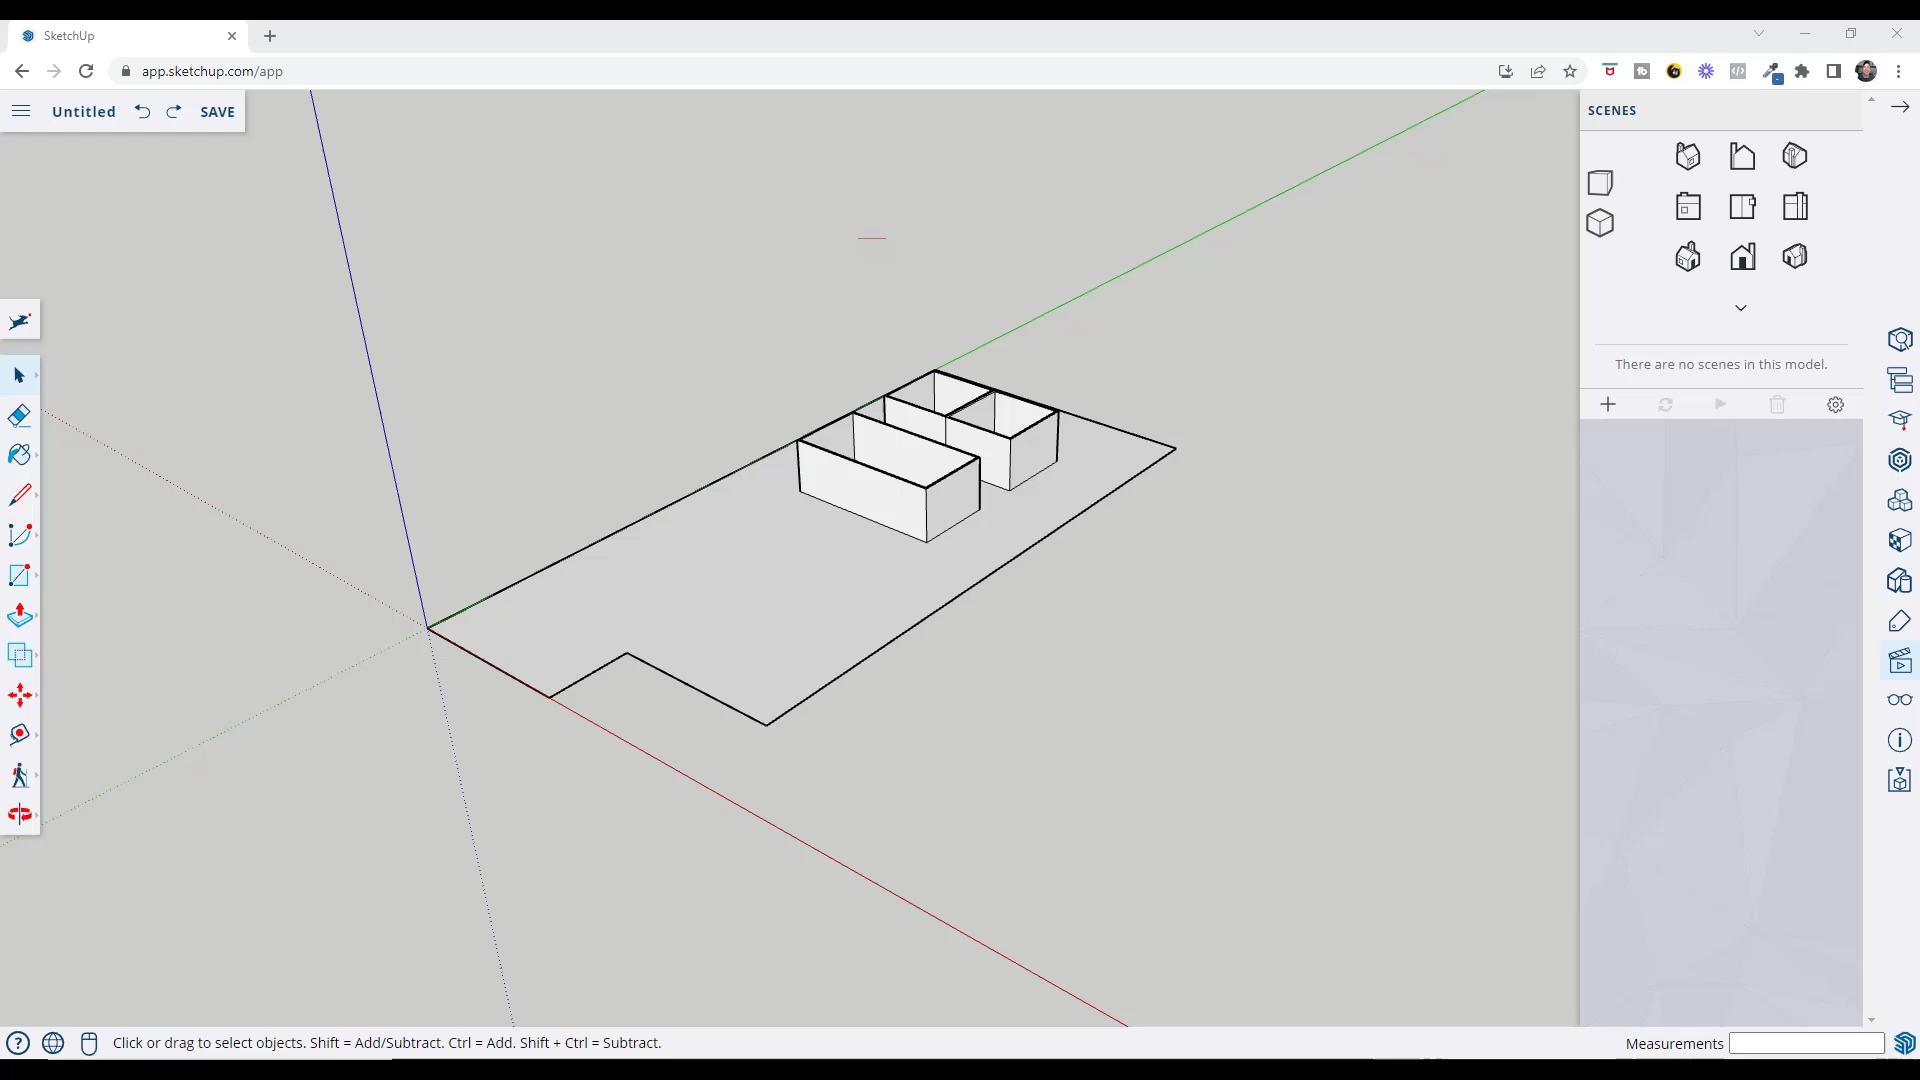 SketchUp
app.sketchup.com/app
Untitled
SAVE
SCENES
There are no scenes in this model.
Click or drag to select objects. Shift = Add/Subtract. Ctrl = Add. Shift + Ctrl = Subtract.
Measurements